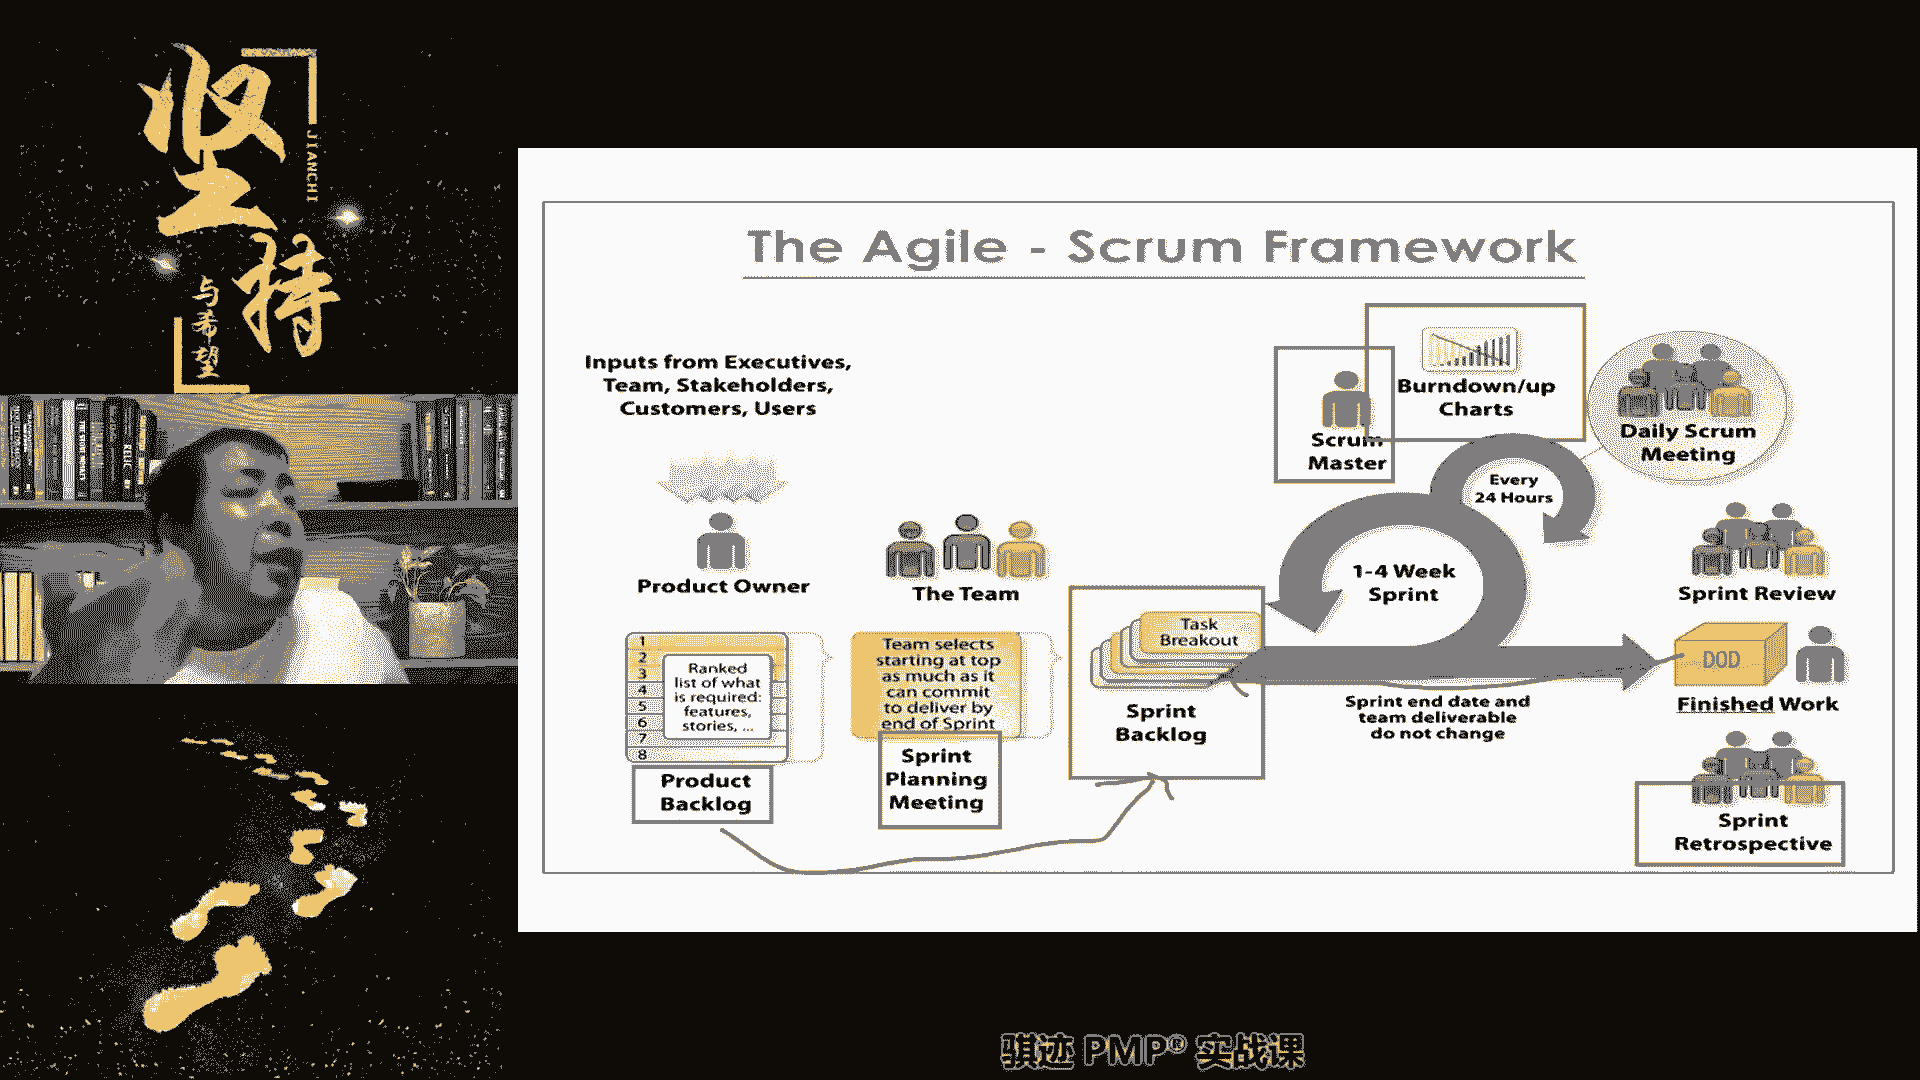 坚
持
JIANCHI
与希望
The Agile - Scrum Framework
Inputs from Executives,
Team, Stakeholders,
Customers, Users
Product Owner
The Team
1
2
3
4
5
6
7
8
Ranked
list of what
is required:
features,
stories, ...
Product
Backlog
Team selects
starting at top
as much as it
can commit
to deliver by
end of Sprint
Sprint
Planning
Meeting
Task
Breakout
Sprint
Backlog
Scrum
Master
Burndown/up
Charts
Every
24 Hours
1-4 Week
Sprint
Sprint end date and
team deliverable
do not change
Daily Scrum
Meeting
Sprint Review
DOD
Finished Work
Sprint
Retrospective
骐迹 PMP® 实战课